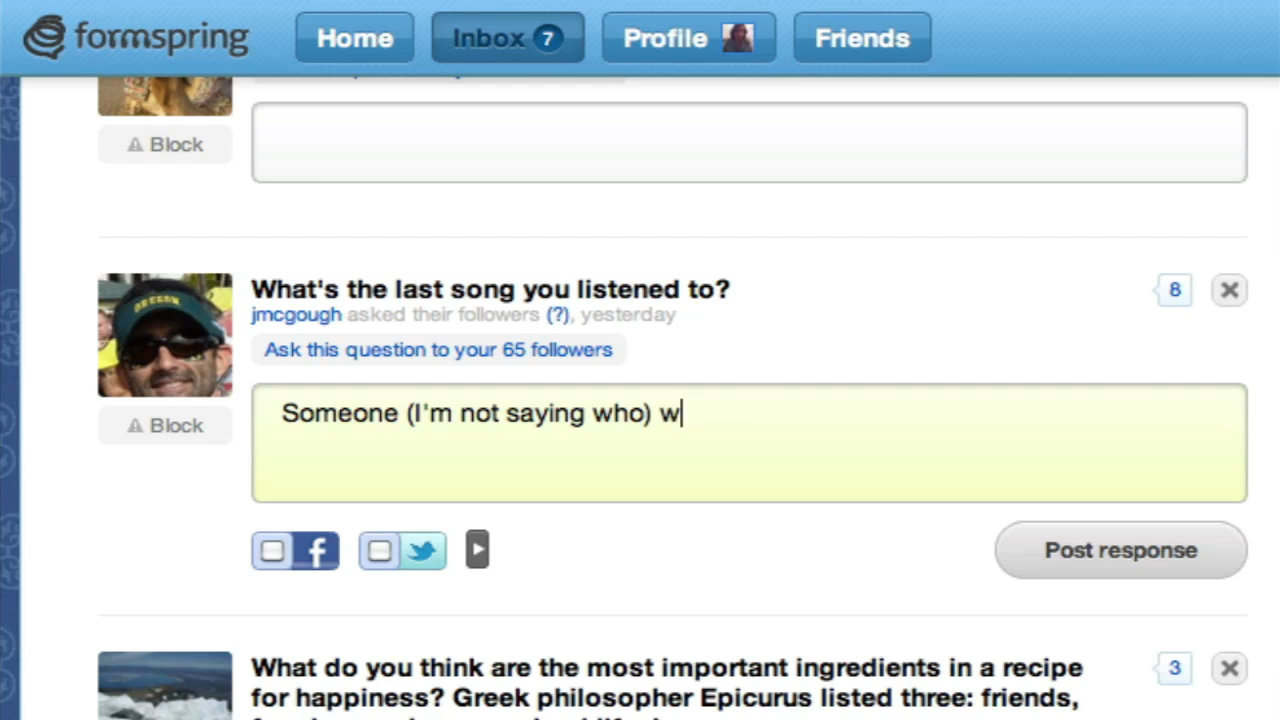 formspring
Home
Inbox 7
Profile
Friends
Block
What's the last song you listened to?
8
jmcgough asked their followers (?), yesterday
Ask this question to your 65 followers
OREGON
Someone (I'm not saying who) w
Block
f
Post response
What do you think are the most important ingredients in a recipe
3
for happiness? Greek philosopher Epicurus listed three: friends,